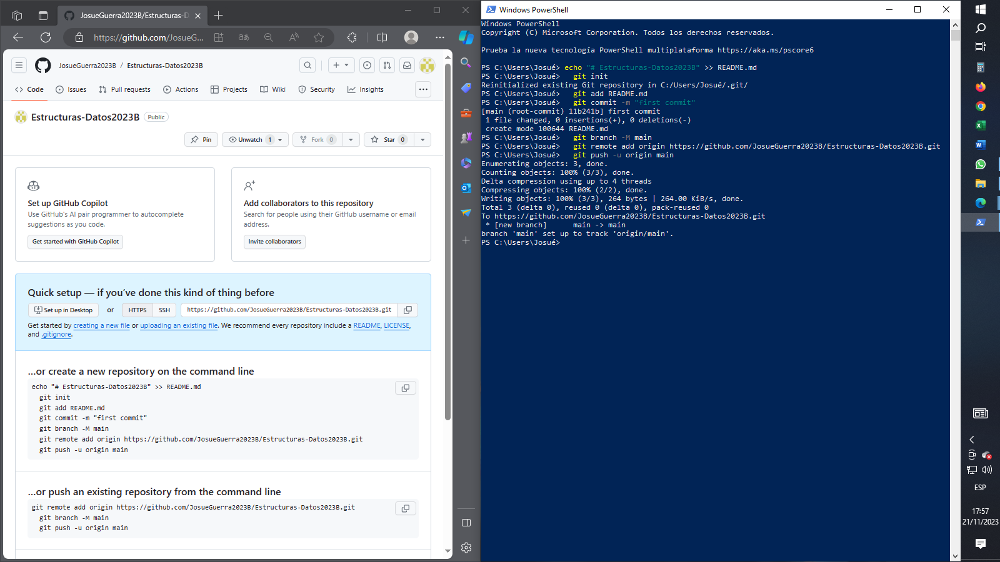 JosueGuerra2023B/Estructuras-D
https://github.com/JosueG...
JosueGuerra2023B / Estructuras-Datos2023B
Code
Issues
Pull requests
Actions
Projects
Wiki
Security
Insights
Estructuras-Datos2023B
Public
Pin
Unwatch 1
Fork 0
Star 0
Set up GitHub Copilot
Use GitHub's AI pair programmer to autocomplete
suggestions as you code.
Get started with GitHub Copilot
Add collaborators to this repository
Search for people using their GitHub username or email
address.
Invite collaborators
Quick setup — if you've done this kind of thing before
Set up in Desktop
or
HTTPS
SSH
https://github.com/JosueGuerra2023B/Estructuras-Datos2023B.git
Get started by creating a new file or uploading an existing file. We recommend every repository include a README, LICENSE,
and .gitignore.
...or create a new repository on the command line
echo "# Estructuras-Datos2023B" >> README.md
git init
git add README.md
git commit -m "first commit"
git branch -M main
git remote add origin https://github.com/JosueGuerra2023B/Estructuras-Datos2023B.git
git push -u origin main
...or push an existing repository from the command line
git remote add origin https://github.com/JosueGuerra2023B/Estructuras-Datos2023B.git
git branch -M main
git push -u origin main
Windows PowerShell
Windows PowerShell
Copyright (C) Microsoft Corporation. Todos los derechos reservados.
Prueba la nueva tecnología PowerShell multiplataforma https://aka.ms/pscore6
PS C:\Users\Josué> echo "# Estructuras-Datos2023B" >> README.md
PS C:\Users\Josué>   git init
Reinitialized existing Git repository in C:/Users/Josué/.git/
PS C:\Users\Josué>   git add README.md
PS C:\Users\Josué>   git commit -m "first commit"
[main (root-commit) 11b241b] first commit
1 file changed, 0 insertions(+), 0 deletions(-)
create mode 100644 README.md
PS C:\Users\Josué>   git branch -M main
PS C:\Users\Josué>   git remote add origin https://github.com/JosueGuerra2023B/Estructuras-Datos2023B.git
PS C:\Users\Josué>   git push -u origin main
Enumerating objects: 3, done.
Counting objects: 100% (3/3), done.
Delta compression using up to 4 threads
Compressing objects: 100% (2/2), done.
Writing objects: 100% (3/3), 264 bytes | 264.00 KiB/s, done.
Total 3 (delta 0), reused 0 (delta 0), pack-reused 0
To https://github.com/JosueGuerra2023B/Estructuras-Datos2023B.git
* [new branch]      main -> main
branch 'main' set up to track 'origin/main'.
PS C:\Users\Josué>
ESP
17:57
21/11/2023